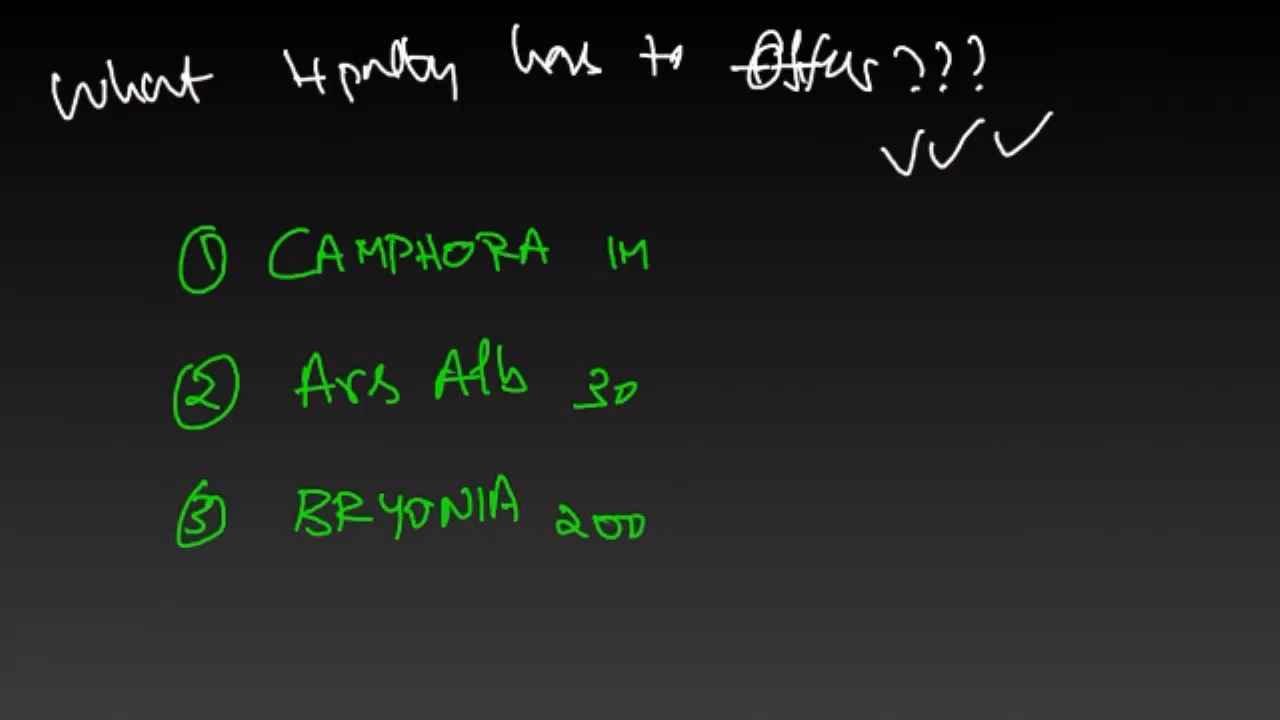 What Hpathy has to Offer???
① CAMPHORA 1M
② Ars Alb 30
③ BRYONIA 200